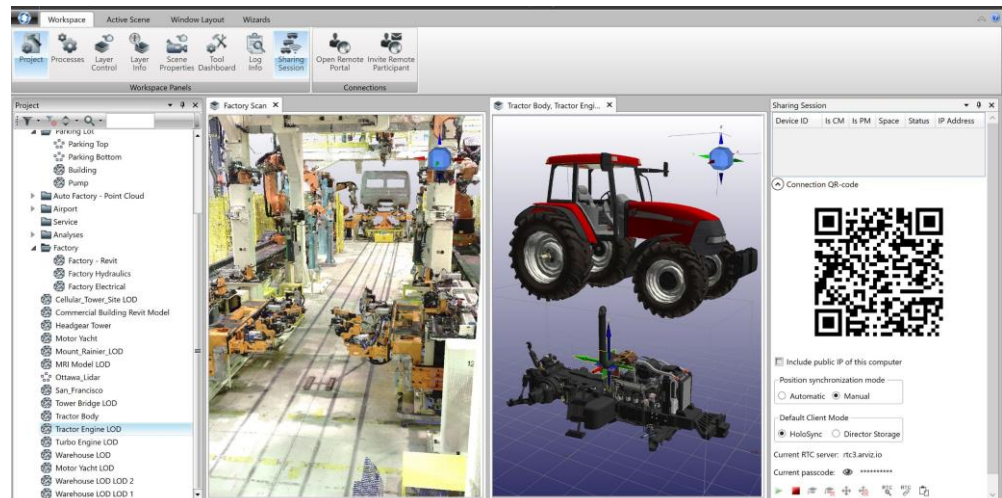 Workspace Active Scene Window Layout Wizards
Project Processes Layer Control Layer Info Scene Properties Tool Dashboard Log Info Sharing Session Open Remote Portal Invite Remote Participant
Workspace Panels Connections
Project
Parking Lot
Parking Top
Parking Bottom
Building
Pump
Auto Factory - Point Cloud
Airport
Service
Analyses
Factory
Factory - Revit
Factory Hydraulics
Factory Electrical
Cellular_Tower_Site LOD
Commercial Building Revit Model
Headgear Tower
Motor Yacht
Mount_Rainier_LOD
MRI Model LOD
Ottawa_Lidar
San_Francisco
Tower Bridge LOD
Tractor Body
Tractor Engine LOD
Turbo Engine LOD
Warehouse LOD
Motor Yacht LOD
Warehouse LOD LOD 2
Warehouse LOD LOD 1
Factory Scan
12
Tractor Body, Tractor Engi...
Sharing Session
Device ID Is CM Is PM Space Status IP Address
Connection QR-code
Include public IP of this computer
Position synchronization mode
Automatic Manual
Default Client Mode
HoloSync Director Storage
Current RTC server: rtc3.arviz.io
Current passcode: **********
RTC RTC